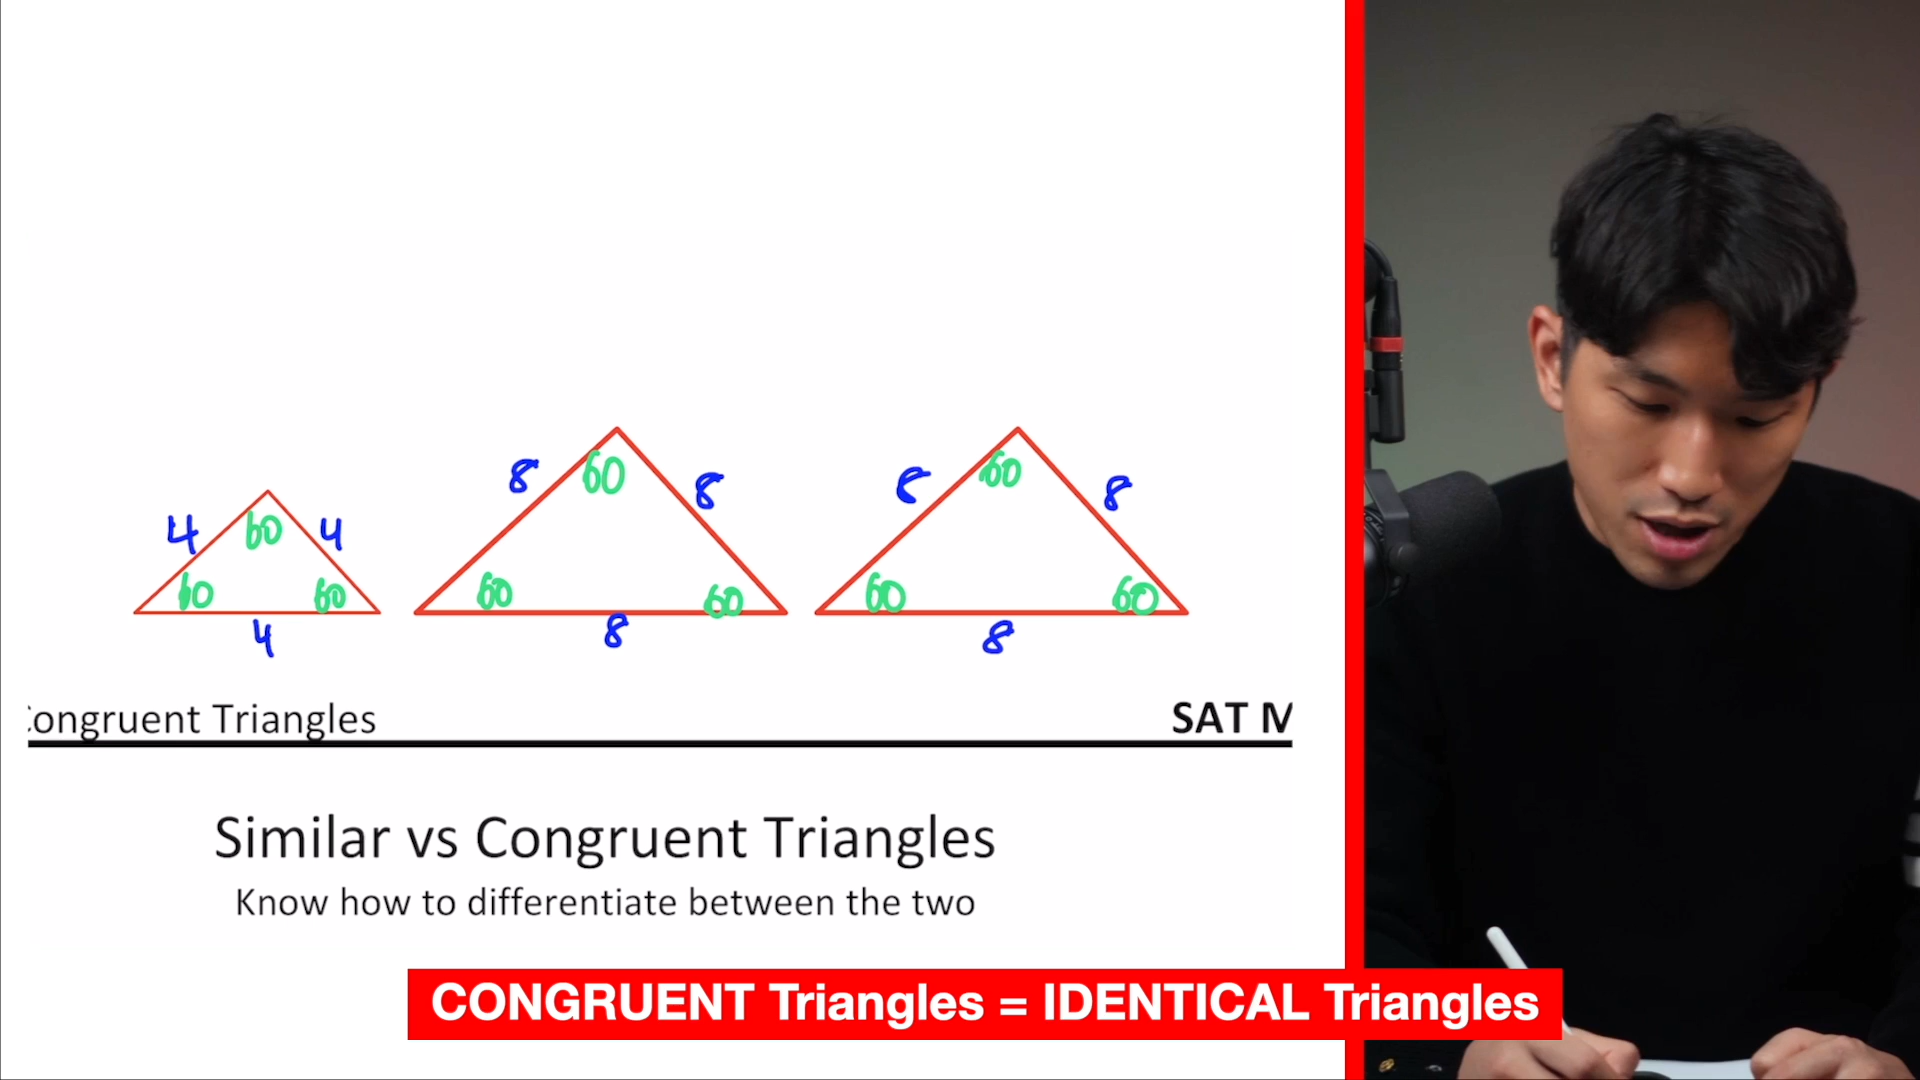 8 60 8
8 60 8
4 60 4
60 60
60 60
60 60
4
8
8
ongruent Triangles
SAT M
Similar vs Congruent Triangles
Know how to differentiate between the two
CONGRUENT Triangles = IDENTICAL Triangles